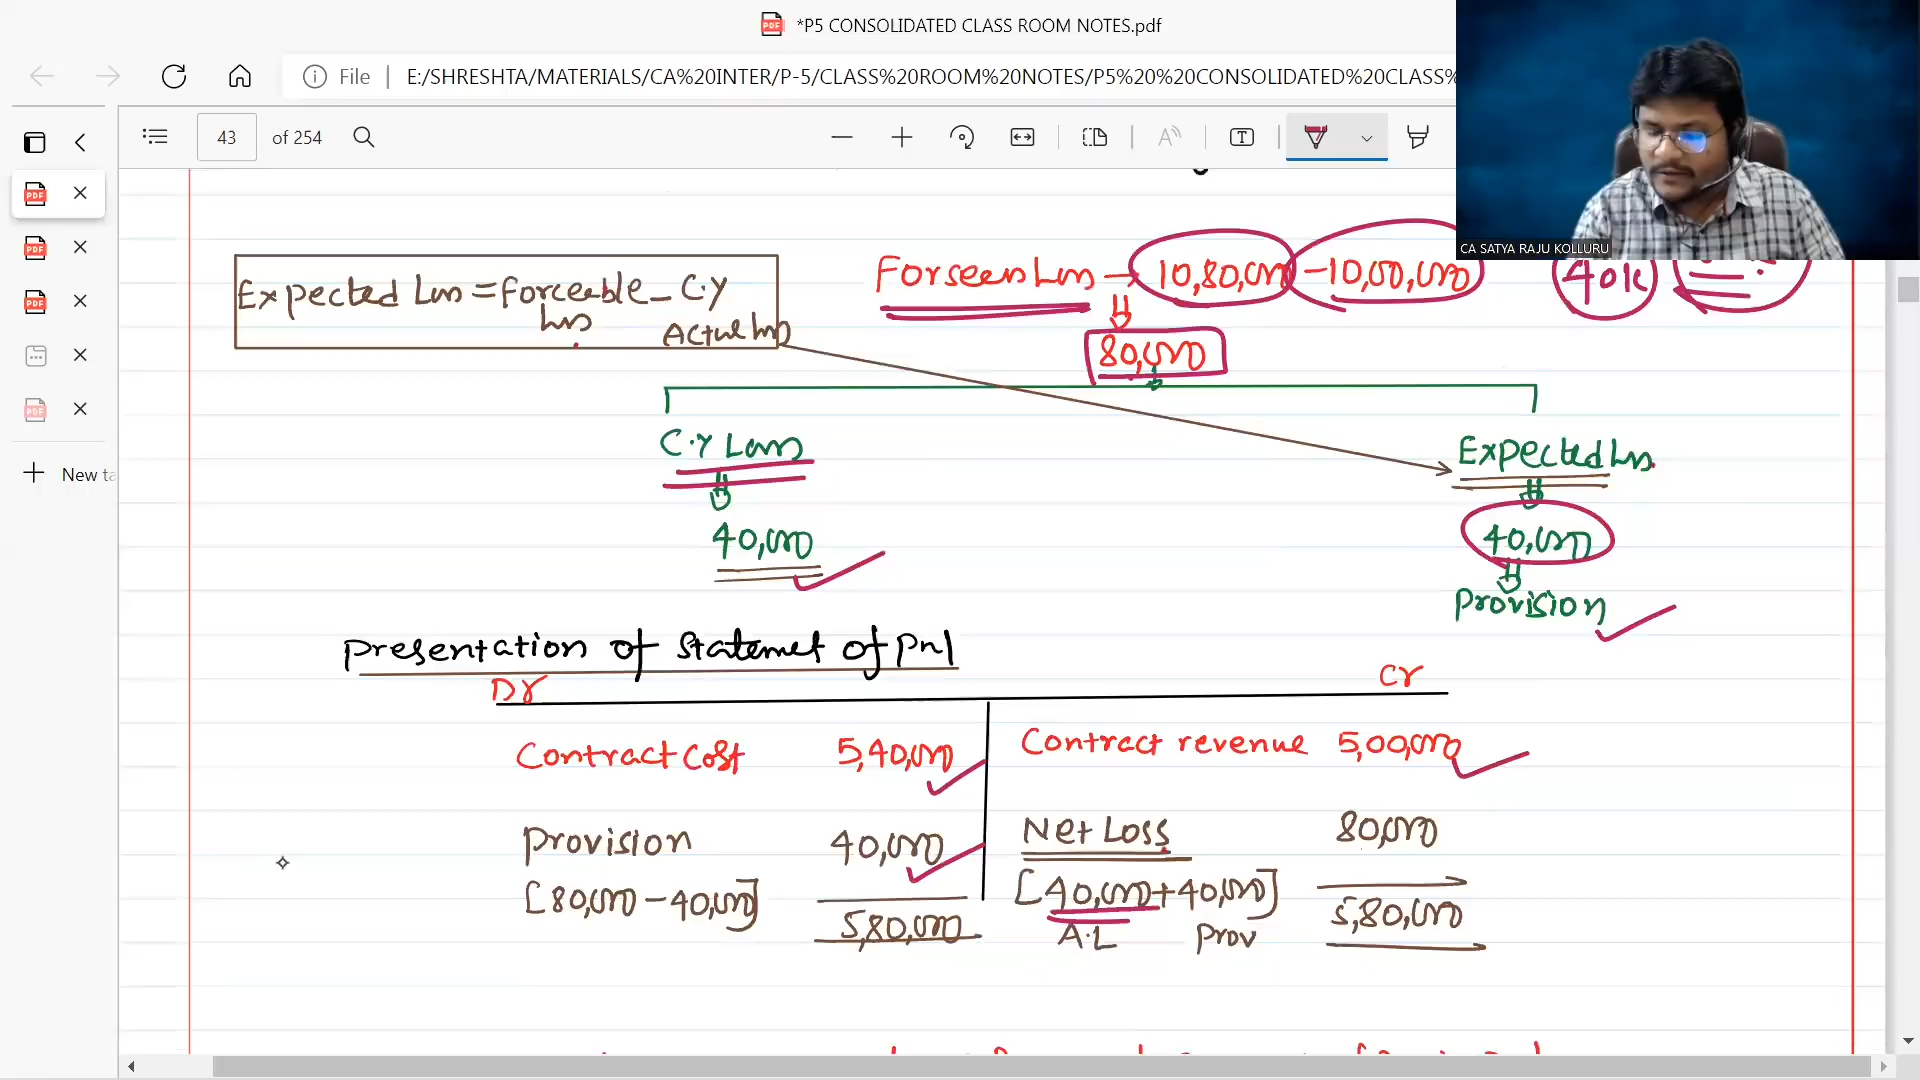 *P5 CONSOLIDATED CLASS ROOM NOTES.pdf
File | E:/SHRESHTA/MATERIALS/CA%20INTER/P-5/CLASS%20ROOM%20NOTES/P5%20%20CONSOLIDATED%20CLASS%
43 of 254
CA SATYA RAJU KOLLURU
New ta
Expected Loss = Forceable - C.Y
Loss Actual loss
Forseen Loss → 10,80,000 - 10,00,000
40k
80,000
C.Y Loss
Expected Loss
40,000
40,000
Provision
Presentation of Statemet of Pnl
Dr Cr
Contract Cost 5,40,000 Contract revenue 5,00,000
Provision 40,000 Net Loss 80,000
[80,000 - 40,000] [40,000+40,000]
5,80,000 5,80,000
A.L Prov